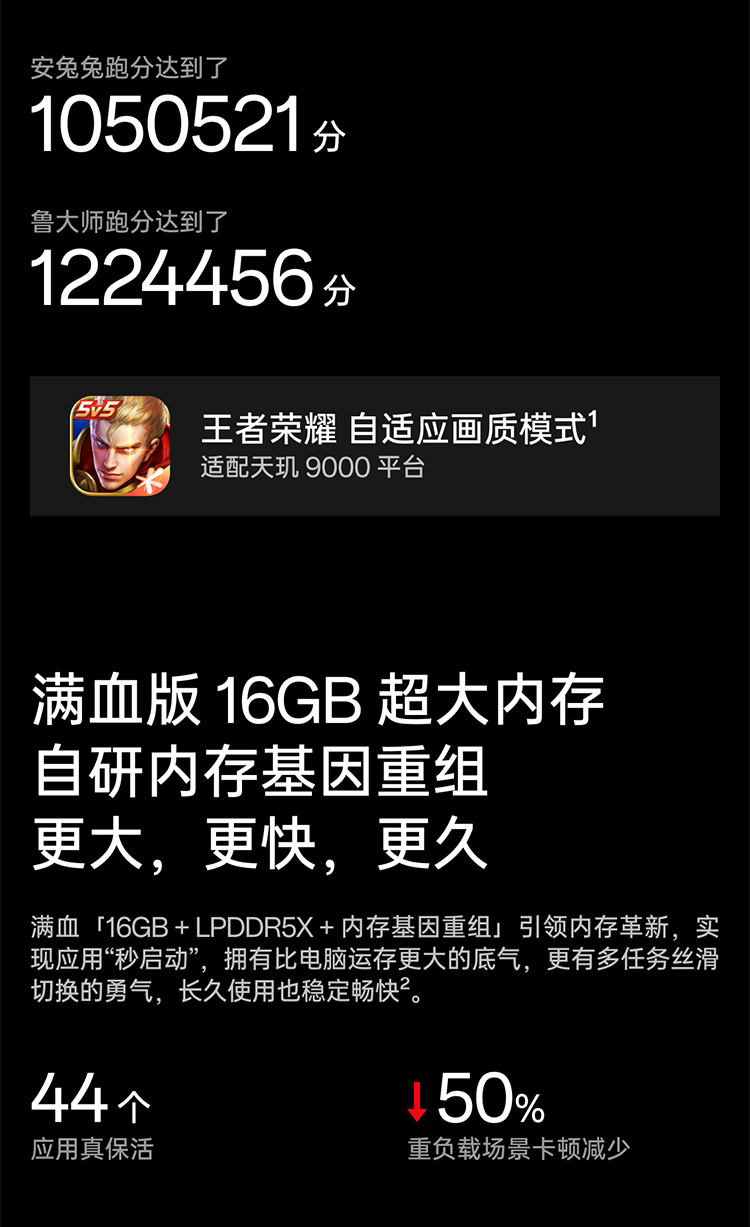 安兔兔跑分达到了
1050521 分
鲁大师跑分达到了
1224456 分
5v5
王者荣耀 自适应画质模式¹
适配天玑 9000 平台
满血版 16GB 超大内存
自研内存基因重组
更大，更快，更久
满血「16GB + LPDDR5X + 内存基因重组」引领内存革新，实
现应用“秒启动”，拥有比电脑运存更大的底气，更有多任务丝滑
切换的勇气，长久使用也稳定畅快²。
44 个
应用真保活
↓50%
重负载场景卡顿减少